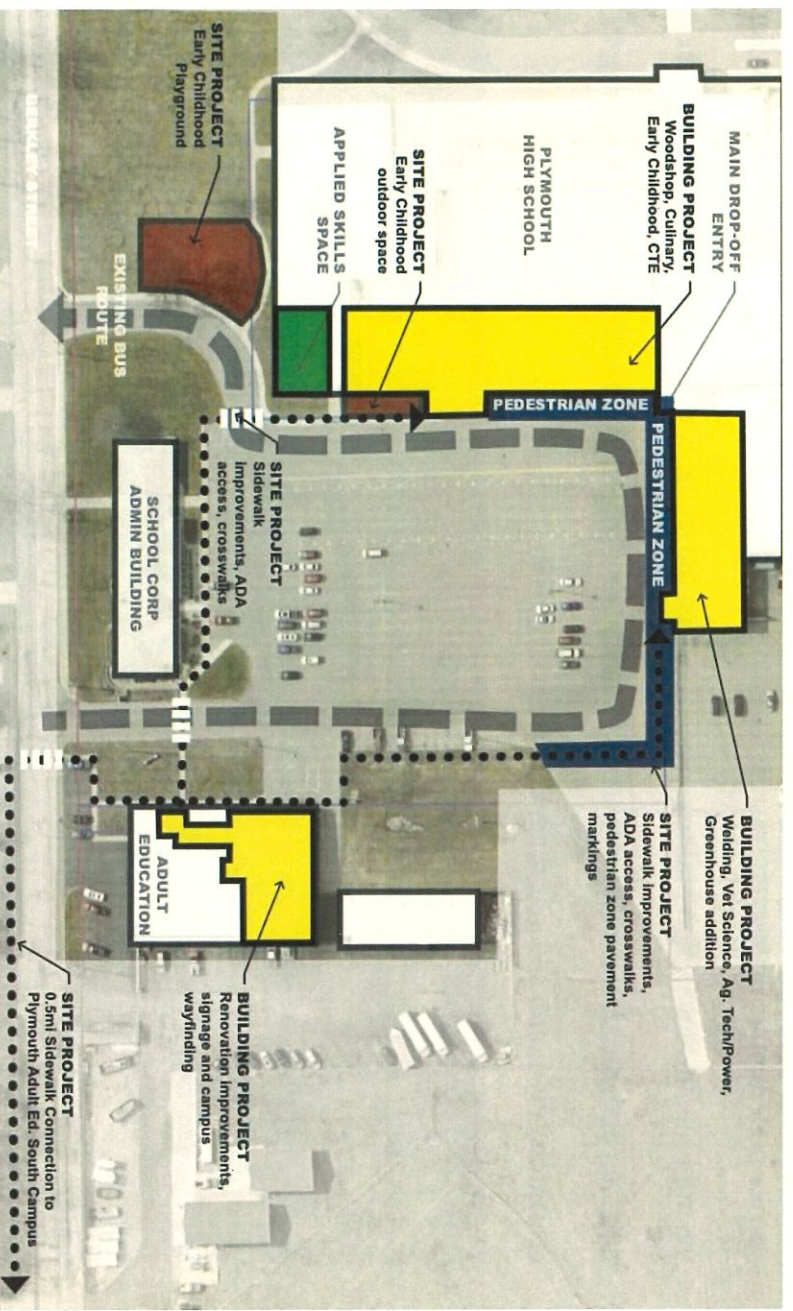 MAIN DROP-OFF
ENTRY
BUILDING PROJECT
Woodshop, Culinary,
Early Childhood, CTE
BUILDING PROJECT
Welding, Vet Science, Ag. Tech/Power,
Greenhouse addition
PEDESTRIAN ZONE
PEDESTRIAN ZONE
SITE PROJECT
Sidewalk improvements,
ADA access, crosswalks,
pedestrian zone pavement
markings
PLYMOUTH
HIGH SCHOOL
SITE PROJECT
Early Childhood
outdoor space
APPLIED SKILLS
SPACE
SITE PROJECT
Sidewalk
improvements, ADA
access, crosswalks
SITE PROJECT
Early Childhood
Playground
BUILDING PROJECT
Renovation improvements,
signage and campus
wayfinding
ADULT
EDUCATION
SCHOOL CORP
ADMIN BUILDING
EXISTING BUS
ROUTE
SITE PROJECT
0.5mi Sidewalk Connection to
Plymouth Adult Ed. South Campus